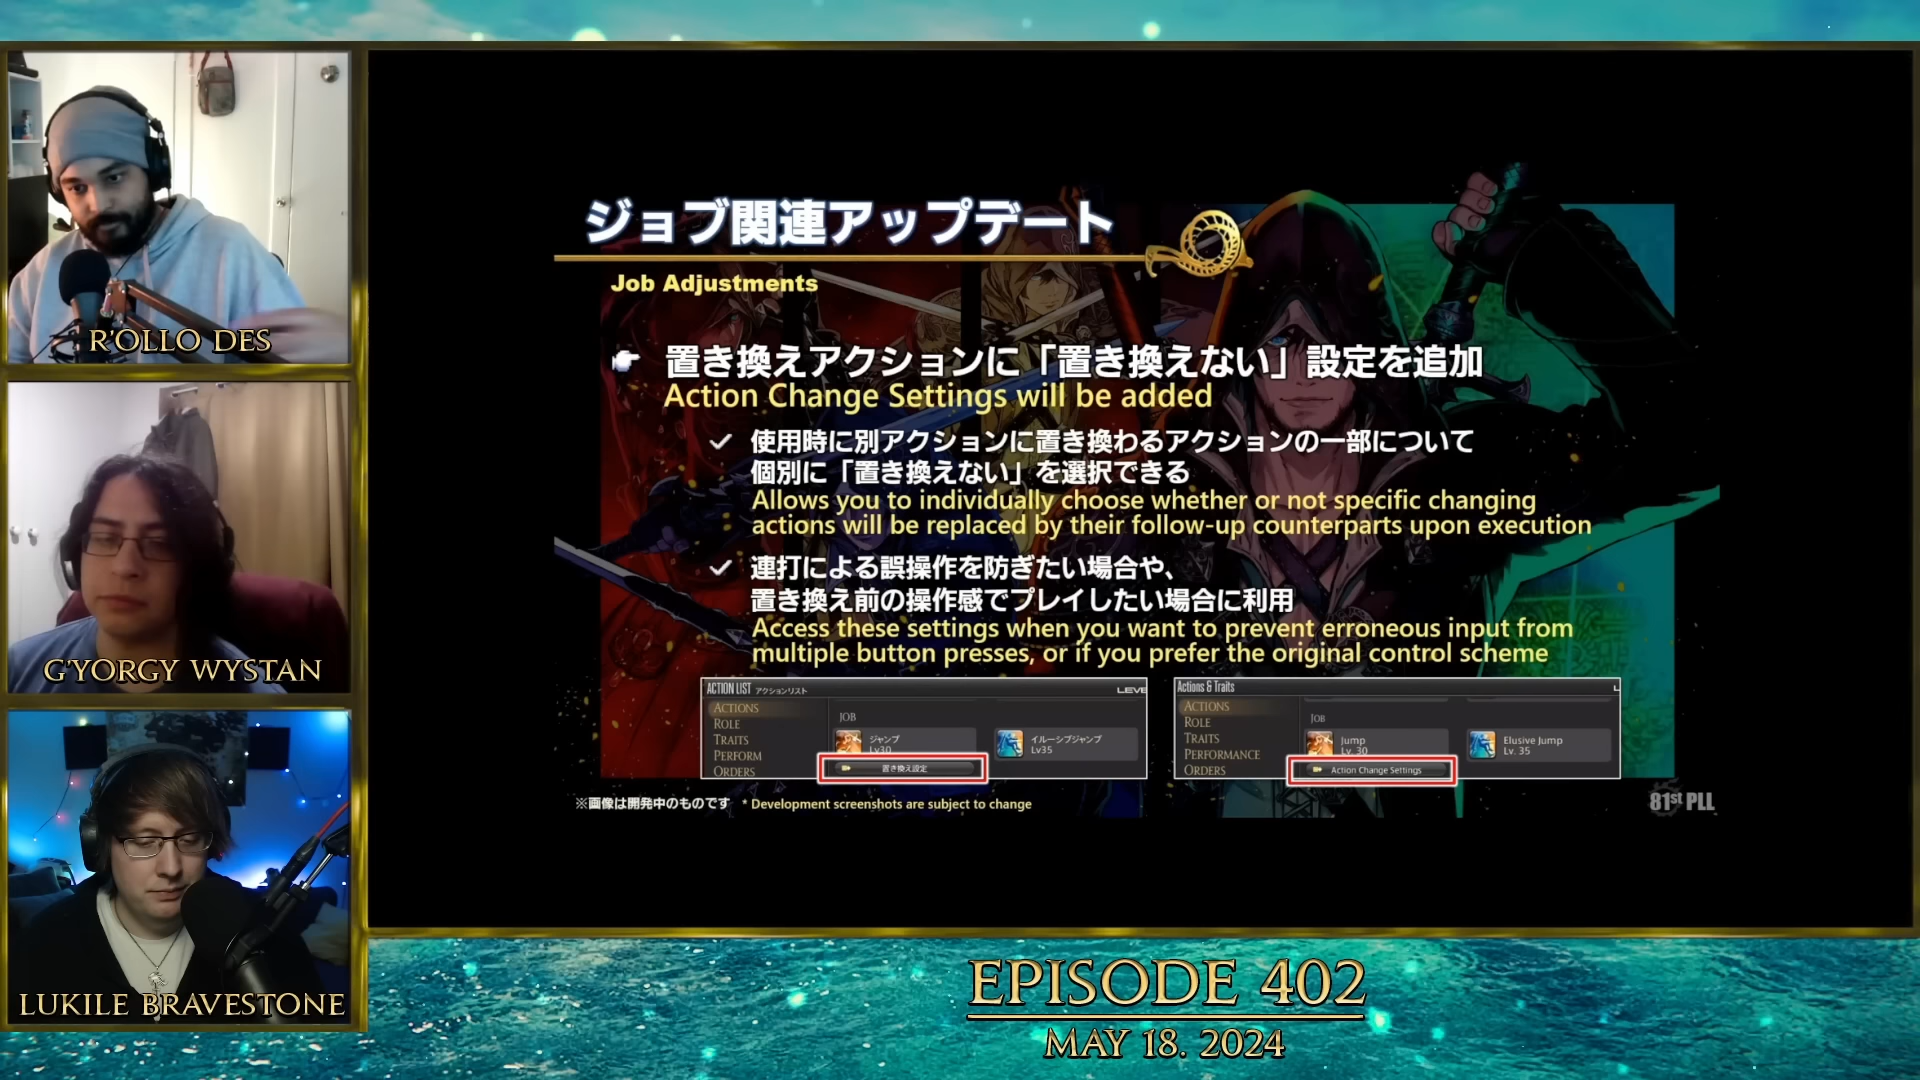 R'OLLO DES
G'YORGY WYSTAN
LUKILE BRAVESTONE
ジョブ関連アップデート
Job Adjustments
置き換えアクションに「置き換えない」設定を追加
Action Change Settings will be added
✓ 使用時に別アクションに置き換わるアクションの一部について
個別に「置き換えない」を選択できる
Allows you to individually choose whether or not specific changing
actions will be replaced by their follow-up counterparts upon execution
✓ 連打による誤操作を防ぎたい場合や、
置き換え前の操作感でプレイしたい場合に利用
Access these settings when you want to prevent erroneous input from
multiple button presses, or if you prefer the original control scheme
ACTION LIST アクションリスト LEVE
ACTIONS
ROLE
TRAITS
PERFORM
ORDERS
JOB
ジャンプ
Lv30
イルーシブジャンプ
Lv35
置き換え設定
Actions & Traits L
ACTIONS
ROLE
TRAITS
PERFORMANCE
ORDERS
JOB
Jump
Lv. 30
Elusive Jump
Lv. 35
Action Change Settings
※画像は開発中のものです * Development screenshots are subject to change
81st PLL
EPISODE 402
MAY 18. 2024